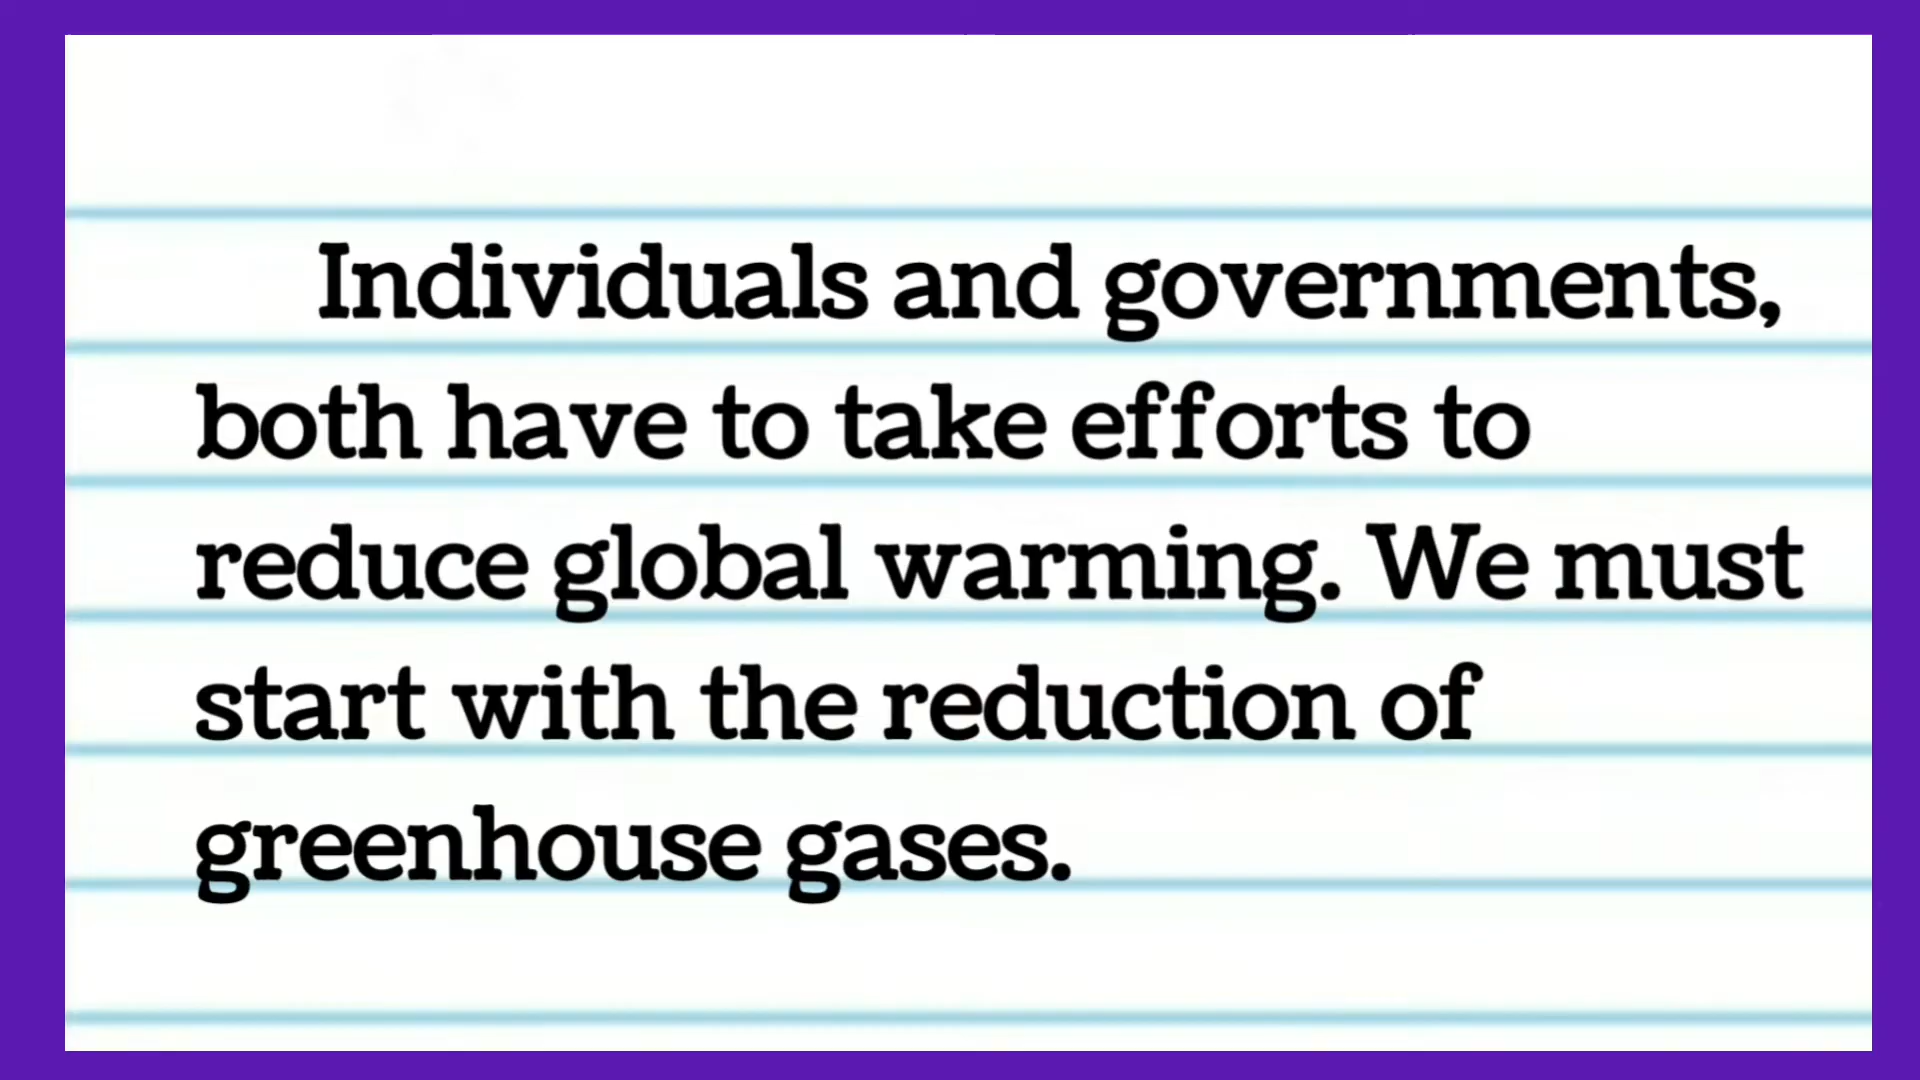 Individuals and governments,
both have to take efforts to
reduce global warming. We must
start with the reduction of
greenhouse gases.